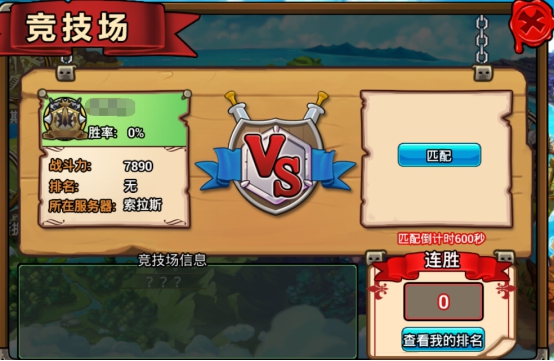 竞技场
胜率: 0%
战斗力: 7890
排名: 无
所在服务器: 索拉斯
VS
匹配
匹配倒计时600秒
竞技场信息
???
连胜
0
查看我的排名